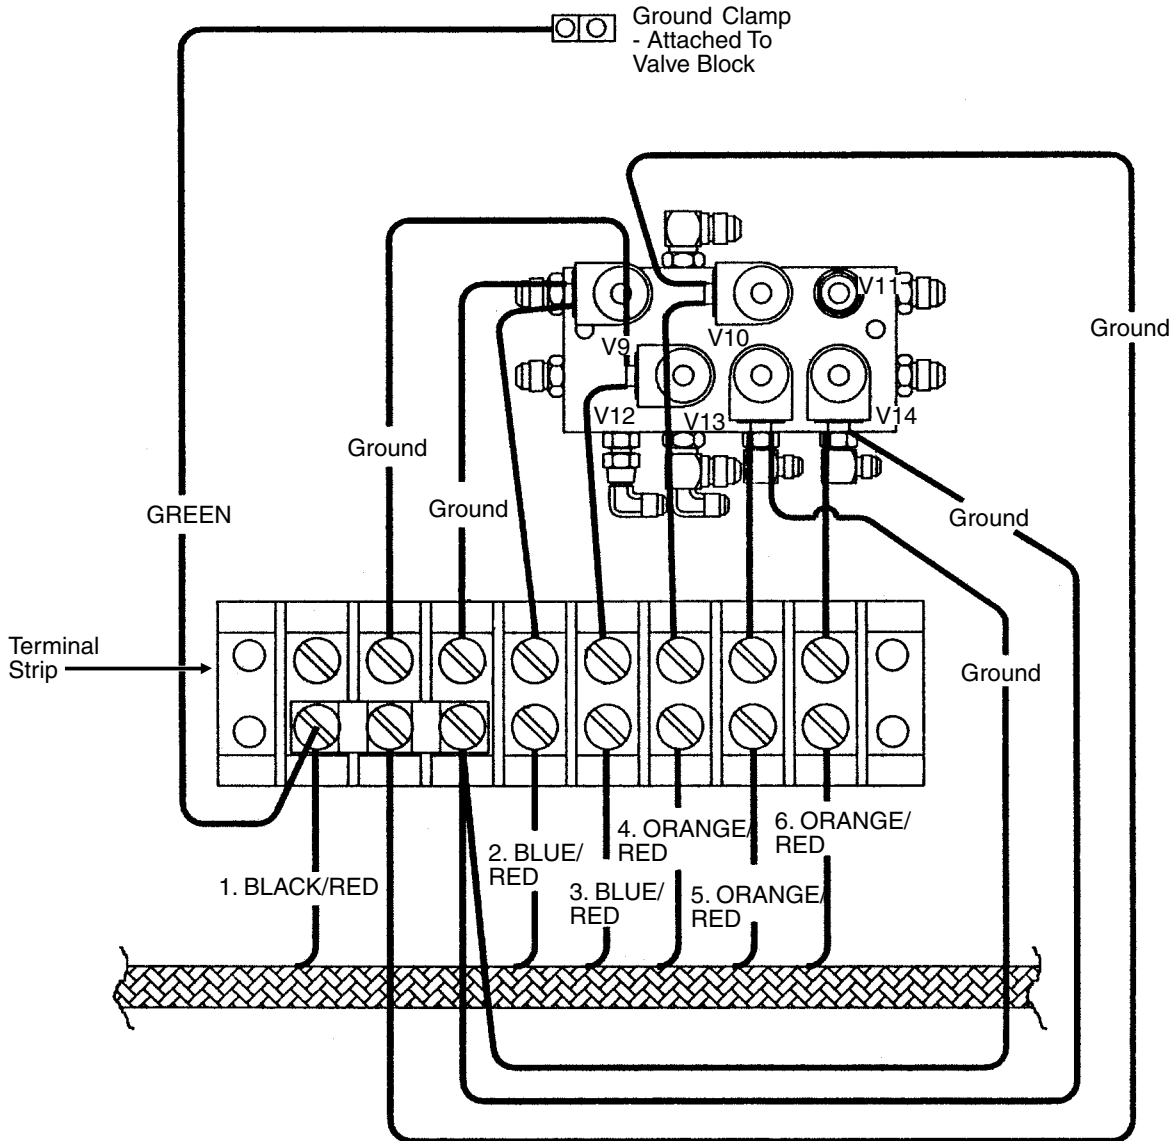 Ground Clamp
- Attached To
Valve Block
V11
Ground
V9
V10
V12
V13
V14
Ground
Ground
GREEN
Ground
Terminal
Strip
Ground
1. BLACK/RED
2. BLUE/
RED
3. BLUE/
RED
4. ORANGE/
RED
5. ORANGE/
RED
6. ORANGE/
RED